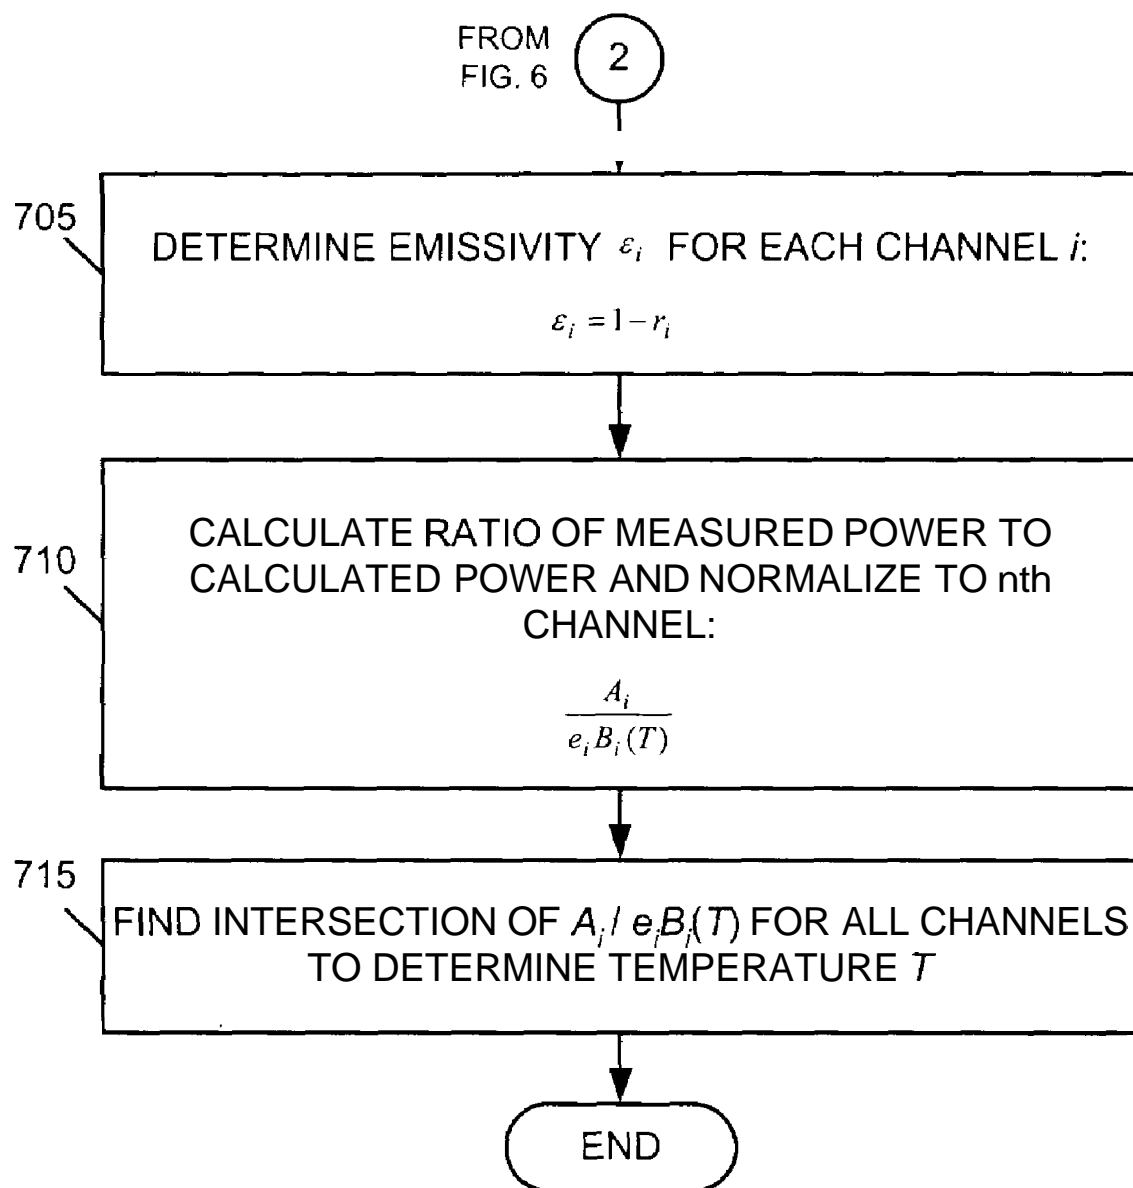 FROM
FIG. 6
2
705
DETERMINE EMISSIVITY εᵢ FOR EACH CHANNEL i:
εᵢ = 1 − rᵢ
710
CALCULATE RATIO OF MEASURED POWER TO
CALCULATED POWER AND NORMALIZE TO nth
CHANNEL:
Aᵢ
eᵢ Bᵢ (T)
715
FIND INTERSECTION OF Aᵢ / eᵢBᵢ(T) FOR ALL CHANNELS
TO DETERMINE TEMPERATURE T
END